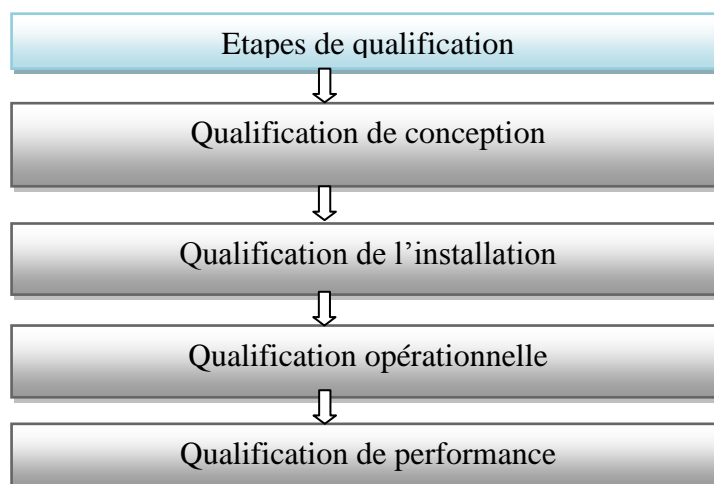 Etapes de qualification
Qualification de conception
Qualification de l’installation
Qualification opérationnelle
Qualification de performance